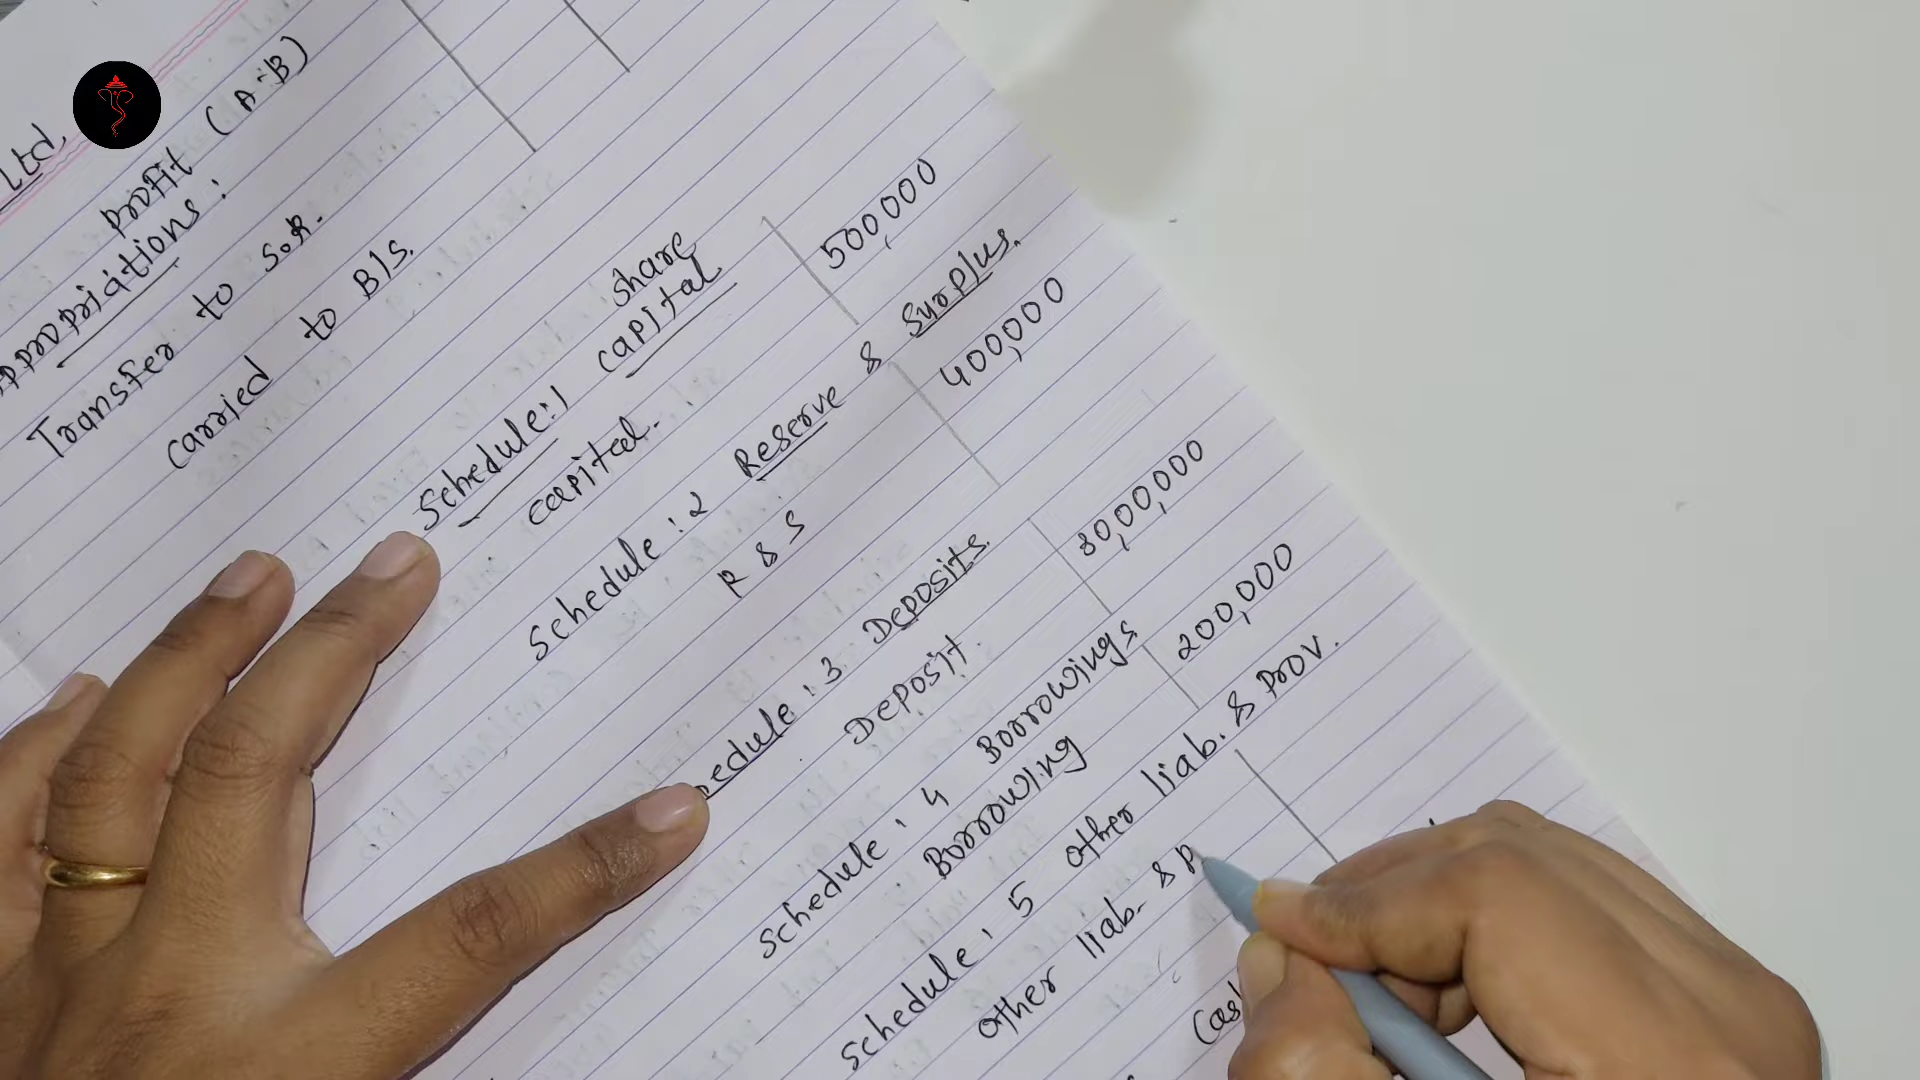 Ltd.
profit (A-B)
Appropriations:
Transfer to S.R.
carried to B/S.
Schedule:1 share capital
capital. 500,000
Schedule:2 Reserve & Surplus.
R & S 400,000
edule:3 Deposits.
Deposit. 30,00,000
Schedule:4 Borrowings
Borrowing 200,000
Schedule:5 other liab. & Prov.
other liab. & P
Cash